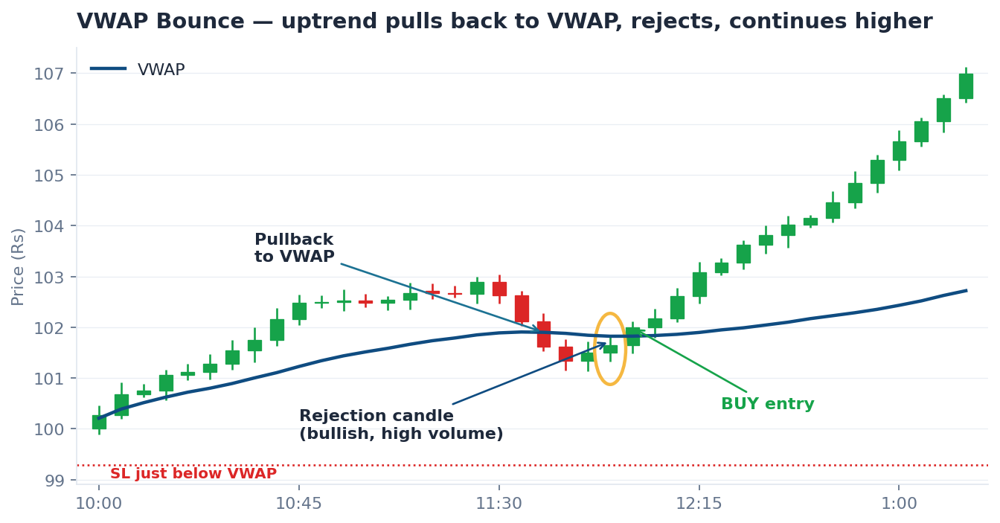 VWAP Bounce — uptrend pulls back to VWAP, rejects, continues higher
VWAP
Price (Rs)
107
106
105
104
103
102
101
100
99
Pullback
to VWAP
Rejection candle
(bullish, high volume)
BUY entry
SL just below VWAP
10:00
10:45
11:30
12:15
1:00